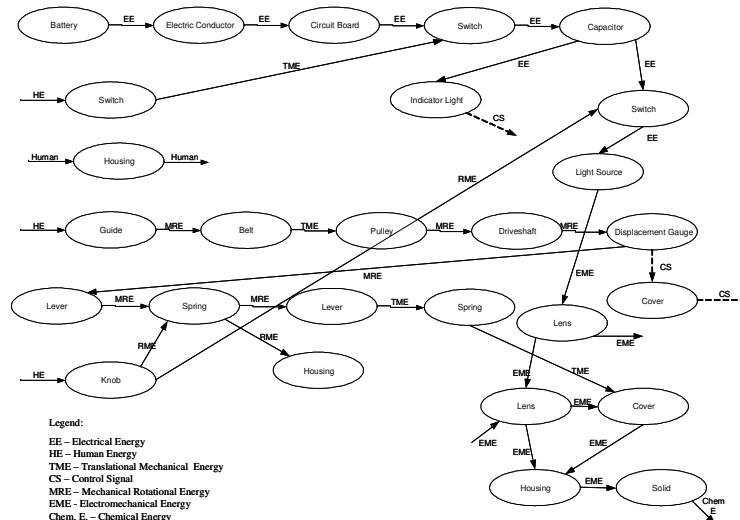 Battery EE Electric Conductor EE Circuit Board EE Switch EE Capacitor
TME EE EE
HE Switch Indicator Light CS Switch
EE
Human Housing Human
RME Light Source
HE Guide MRE Belt TME Pulley MRE Driveshaft MRE Displacement Gauge
EME CS
MRE
Lever MRE Spring MRE Lever TME Spring Cover CS
Lens
RME RME EME
HE Knob Housing EME TME
Lens EME Cover
Legend:
EME EME
EE – Electrical Energy
HE – Human Energy EME
TME – Translational Mechanical Energy
CS – Control Signal
MRE – Mechanical Rotational Energy Housing EME Solid
EME - Electromechanical Energy Chem
Chem. E. – Chemical Energy E